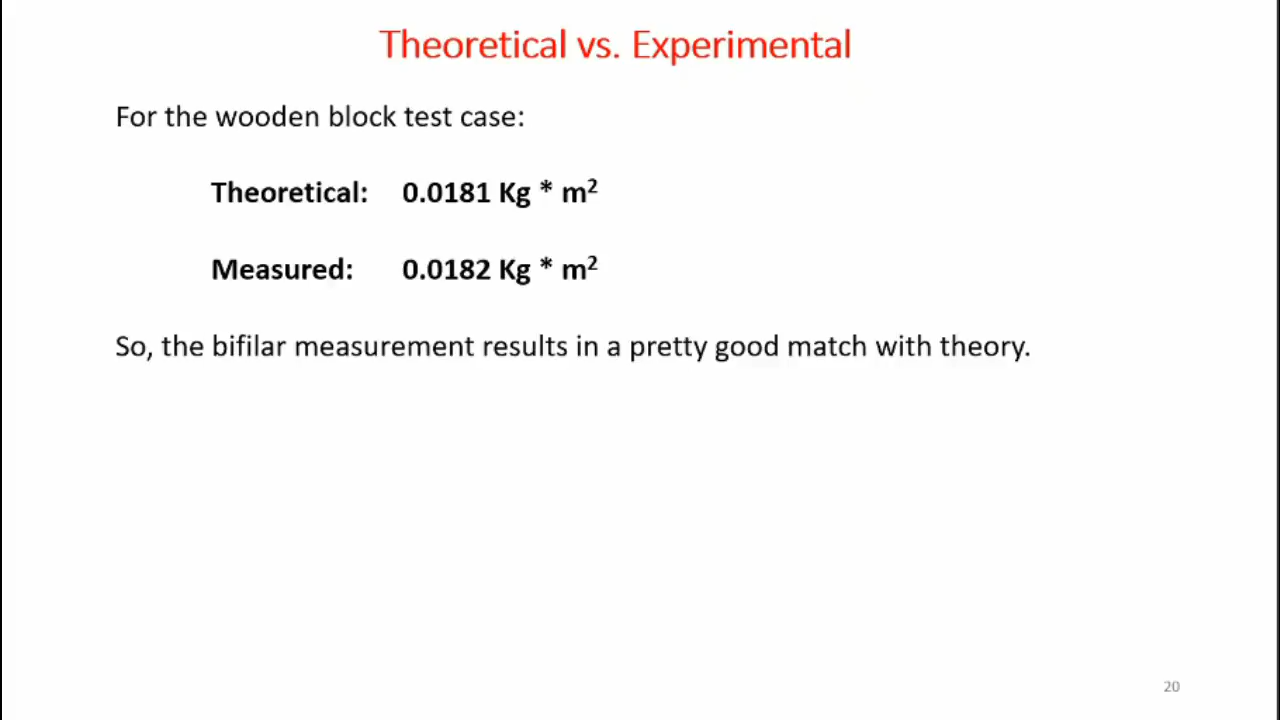 Theoretical vs. Experimental
For the wooden block test case:
Theoretical: 0.0181 Kg * m²
Measured: 0.0182 Kg * m²
So, the bifilar measurement results in a pretty good match with theory.
20